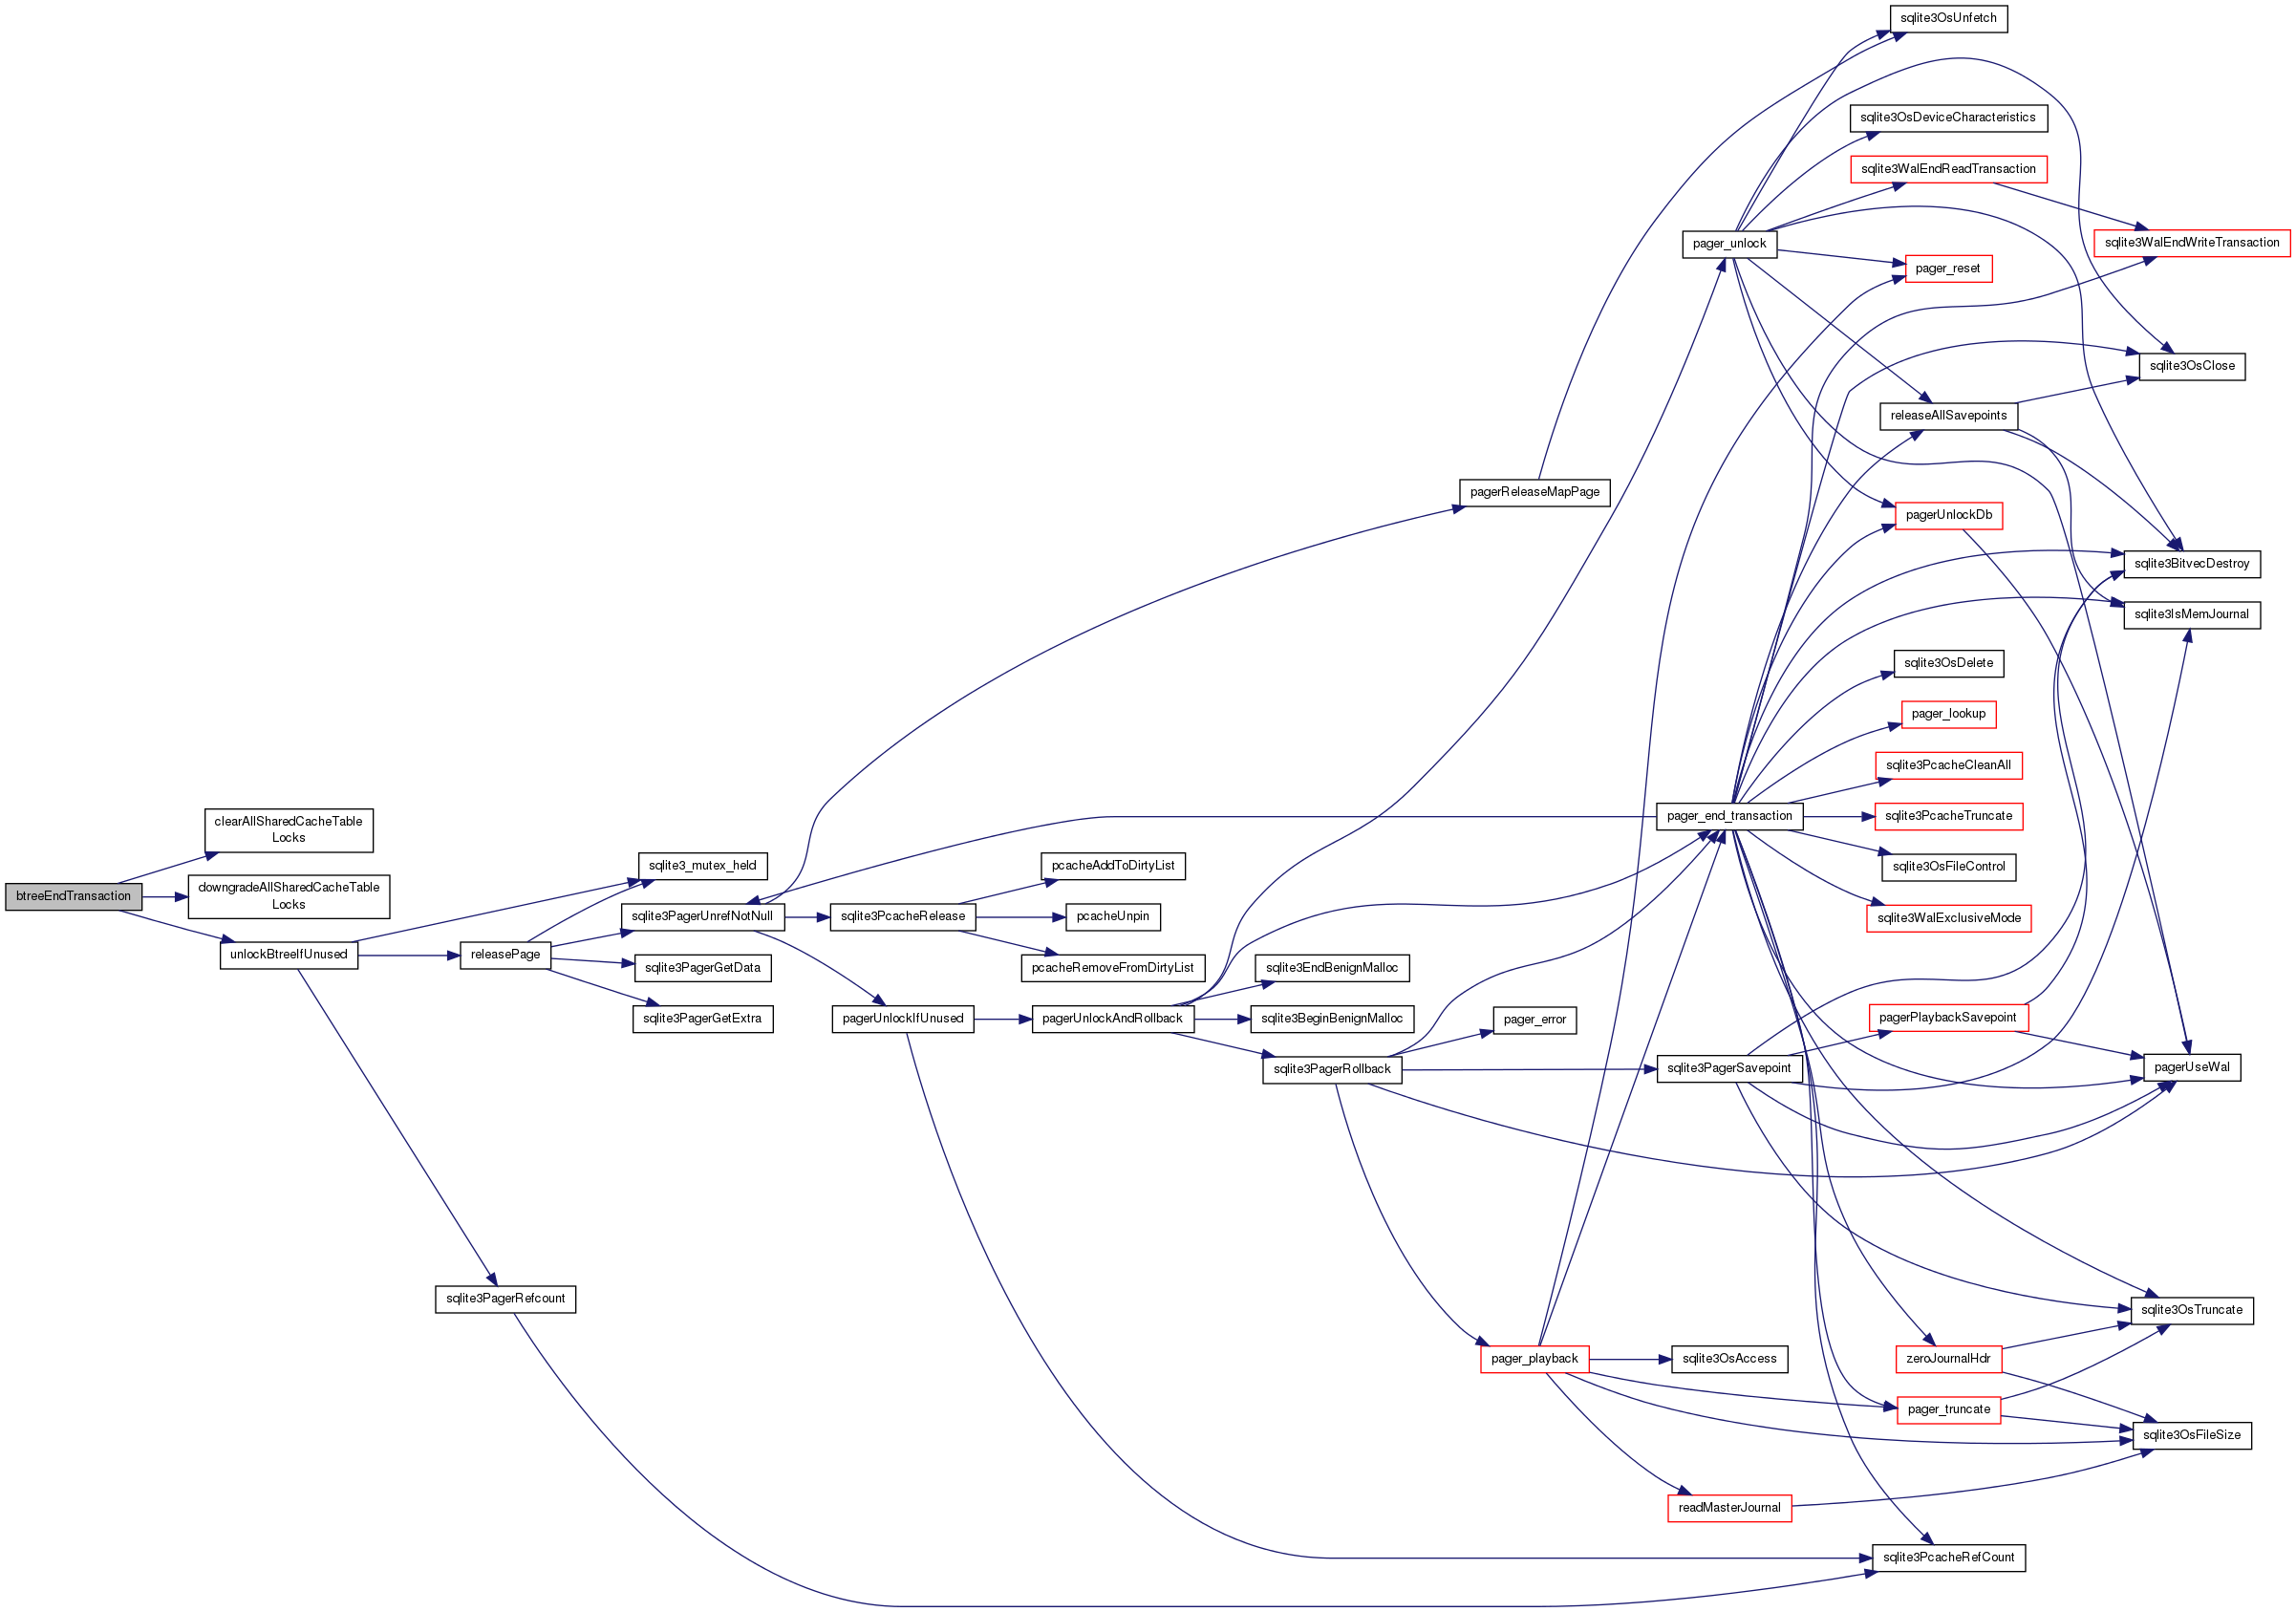 sqlite3OsUnfetch
sqlite3OsDeviceCharacteristics
sqlite3WalEndReadTransaction
pager_unlock
sqlite3WalEndWriteTransaction
pager_reset
sqlite3OsClose
releaseAllSavepoints
pagerReleaseMapPage
pagerUnlockDb
sqlite3BitvecDestroy
sqlite3IsMemJournal
sqlite3OsDelete
pager_lookup
sqlite3PcacheCleanAll
pager_end_transaction
sqlite3PcacheTruncate
clearAllSharedCacheTable
Locks
sqlite3_mutex_held
pcacheAddToDirtyList
sqlite3OsFileControl
btreeEndTransaction
downgradeAllSharedCacheTable
Locks
sqlite3PagerUnrefNotNull
sqlite3PcacheRelease
pcacheUnpin
sqlite3WalExclusiveMode
unlockBtreeIfUnused
releasePage
sqlite3PagerGetData
pcacheRemoveFromDirtyList
sqlite3EndBenignMalloc
sqlite3PagerGetExtra
pagerUnlockIfUnused
pagerUnlockAndRollback
sqlite3BeginBenignMalloc
pager_error
pagerPlaybackSavepoint
sqlite3PagerRollback
sqlite3PagerSavepoint
pagerUseWal
sqlite3PagerRefcount
sqlite3OsTruncate
pager_playback
sqlite3OsAccess
zeroJournalHdr
pager_truncate
sqlite3OsFileSize
readMasterJournal
sqlite3PcacheRefCount